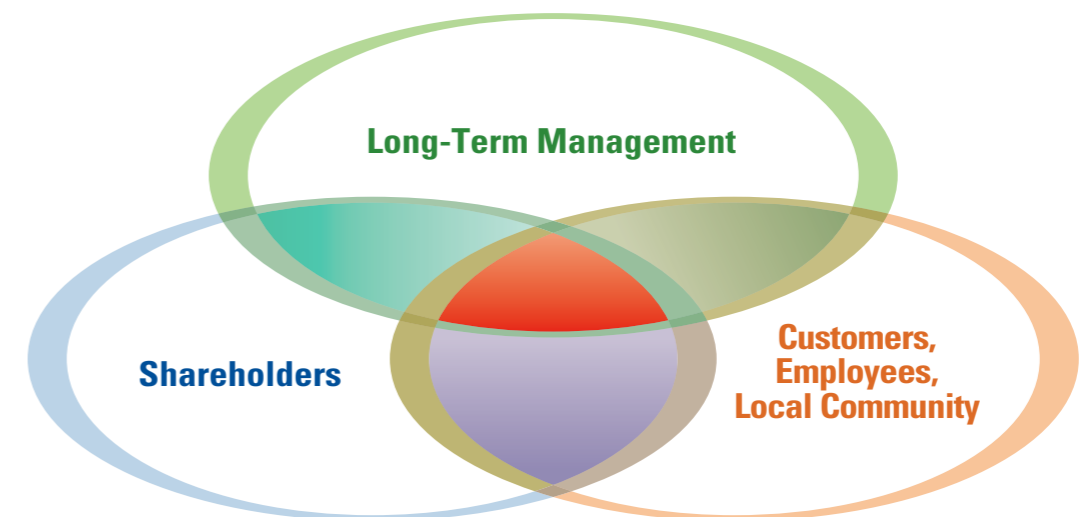 Long-Term Management
Shareholders
Customers,
Employees,
Local Community